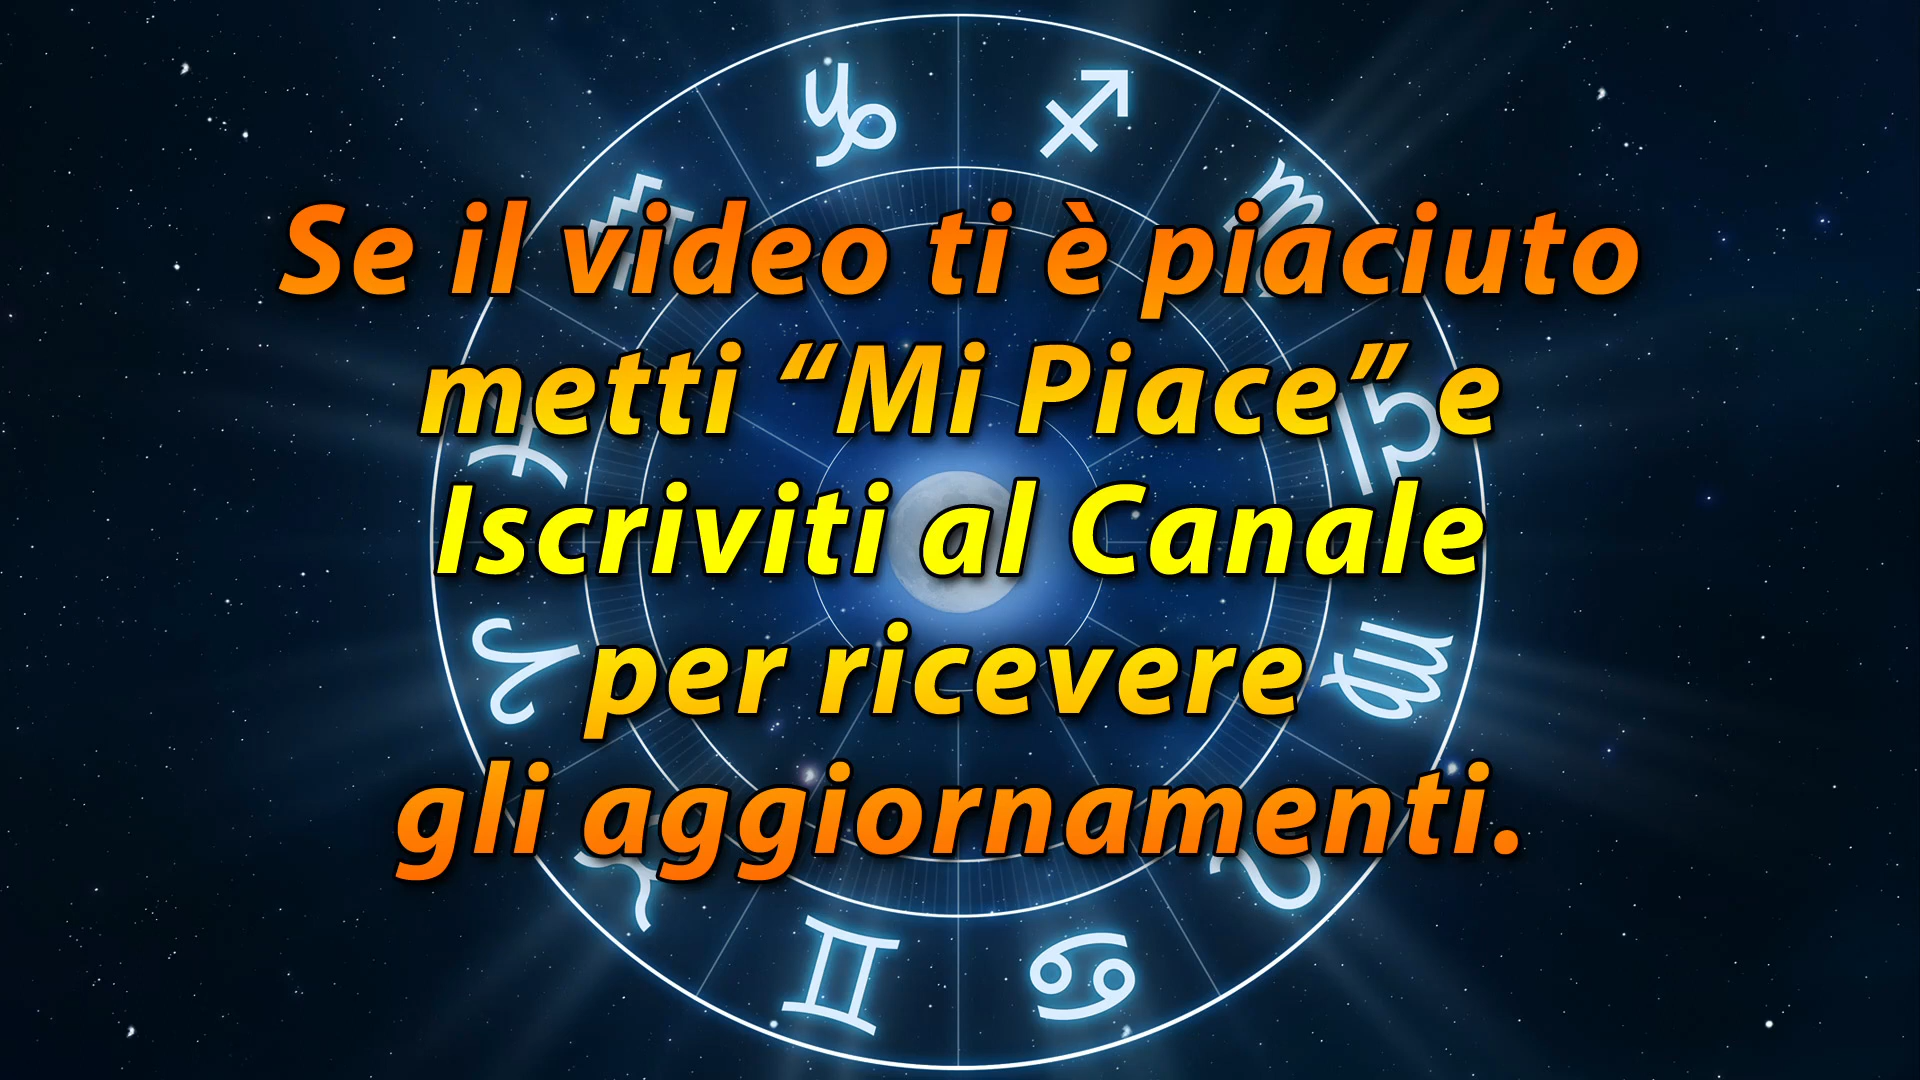 Se il video ti è piaciuto
metti “Mi Piace” e
Iscriviti al Canale
per ricevere
gli aggiornamenti.